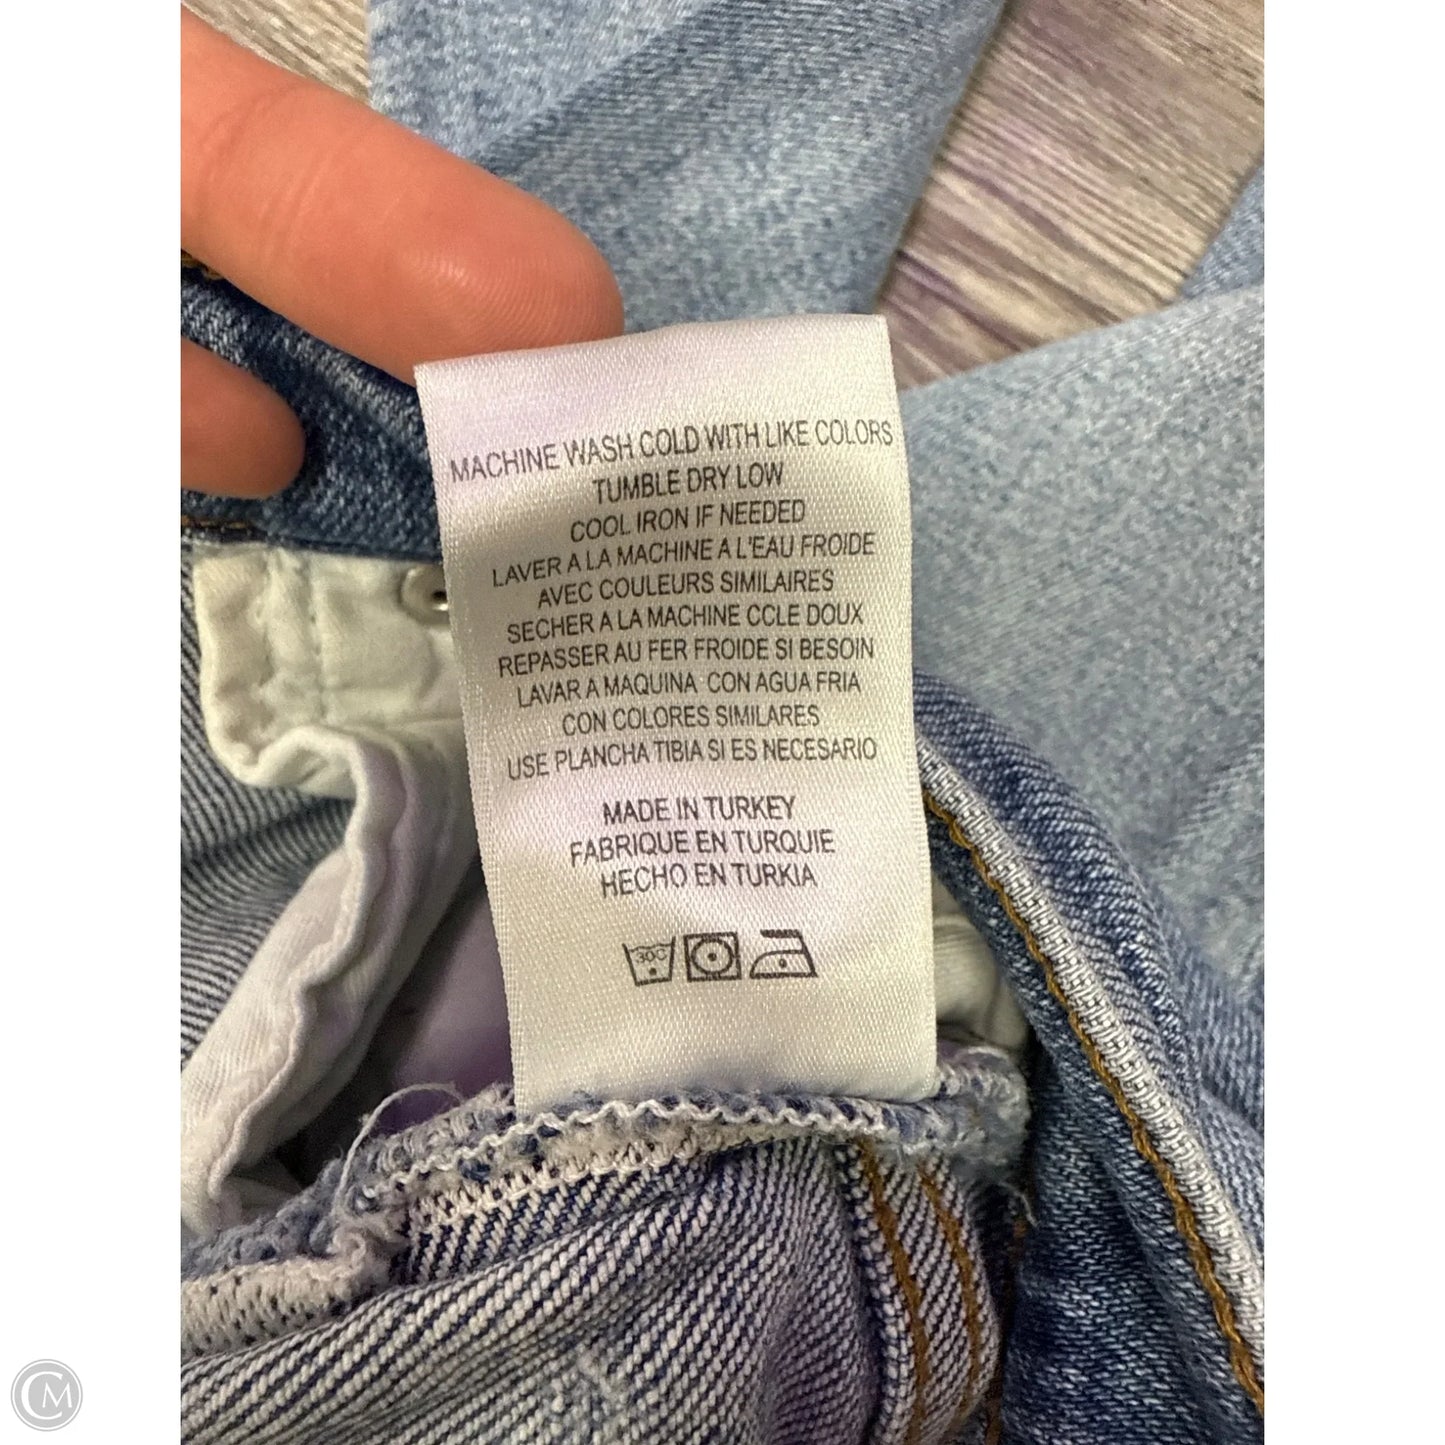 MACHINE WASH COLD WITH LIKE COLORS
TUMBLE DRY LOW
COOL IRON IF NEEDED
LAVER A LA MACHINE A L'EAU FROIDE
AVEC COULEURS SIMILAIRES
SECHER A LA MACHINE CCLE DOUX
REPASSER AU FER FROIDE SI BESOIN
LAVAR A MAQUINA CON AGUA FRIA
CON COLORES SIMILARES
USE PLANCHA TIBIA SI ES NECESARIO
MADE IN TURKEY
FABRIQUE EN TURQUIE
HECHO EN TURKIA
30C
CM